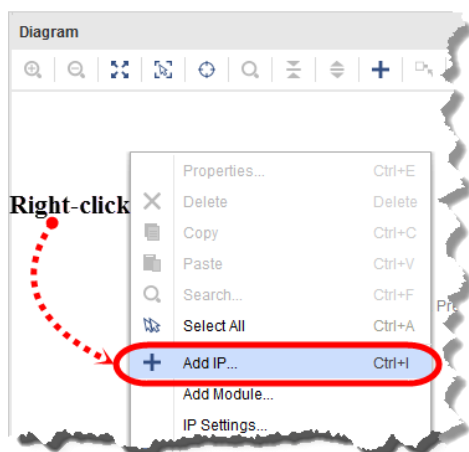 Diagram
Properties... Ctrl+E
Right-click
Delete Delete
Copy Ctrl+C
Paste Ctrl+V
Search... Ctrl+F
Select All Ctrl+A
Add IP... Ctrl+I
Add Module...
IP Settings...